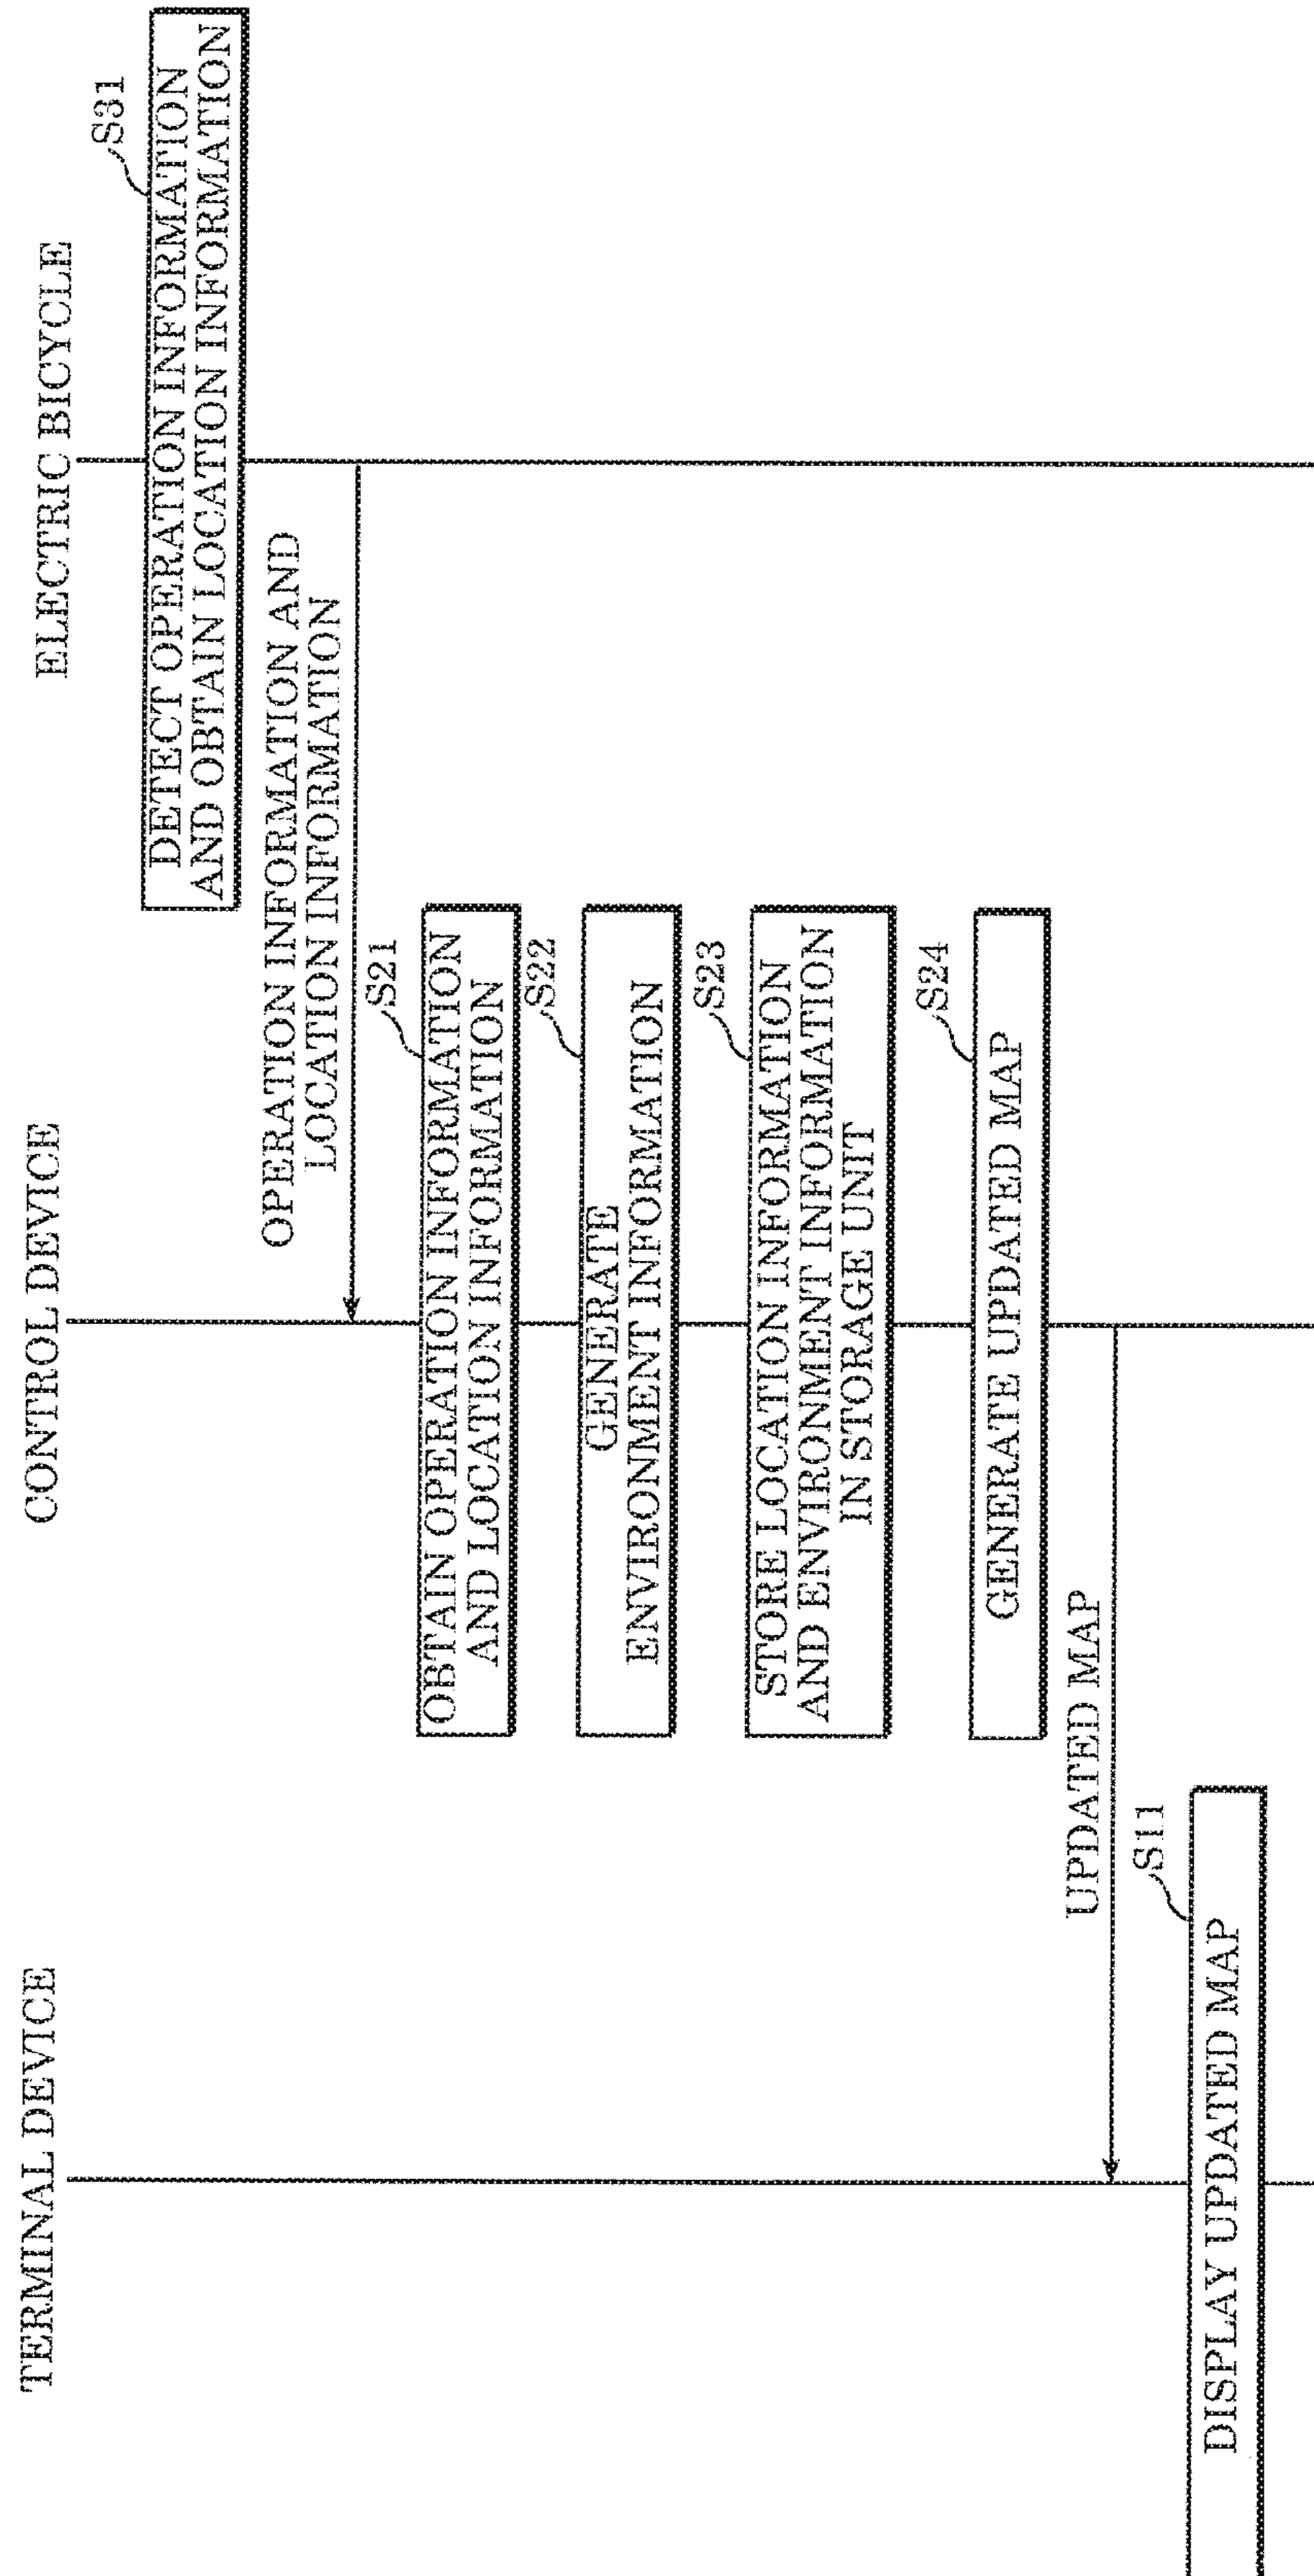 TERMINAL DEVICE
CONTROL DEVICE
ELECTRIC BICYCLE
S31
DETECT OPERATION INFORMATION
AND OBTAIN LOCATION INFORMATION
OPERATION INFORMATION AND
LOCATION INFORMATION
S21
OBTAIN OPERATION INFORMATION
AND LOCATION INFORMATION
S22
GENERATE
ENVIRONMENT INFORMATION
S23
STORE LOCATION INFORMATION
AND ENVIRONMENT INFORMATION
IN STORAGE UNIT
S24
GENERATE UPDATED MAP
UPDATED MAP
S11
DISPLAY UPDATED MAP